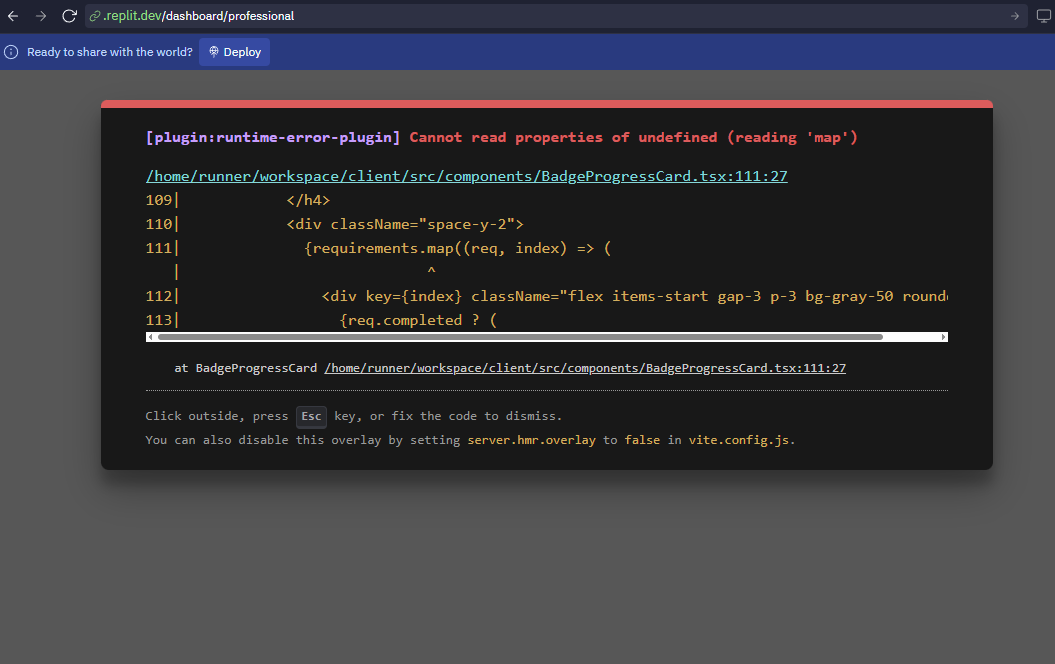 .replit.dev/dashboard/professional
Ready to share with the world? Deploy
[plugin:runtime-error-plugin] Cannot read properties of undefined (reading 'map')
/home/runner/workspace/client/src/components/BadgeProgressCard.tsx:111:27
109|            </h4>
110|            <div className="space-y-2">
111|              {requirements.map((req, index) => (
   |                            ^
112|                <div key={index} className="flex items-start gap-3 p-3 bg-gray-50 rounde
113|                  {req.completed ? (
at BadgeProgressCard /home/runner/workspace/client/src/components/BadgeProgressCard.tsx:111:27
Click outside, press Esc key, or fix the code to dismiss.
You can also disable this overlay by setting server.hmr.overlay to false in vite.config.js.